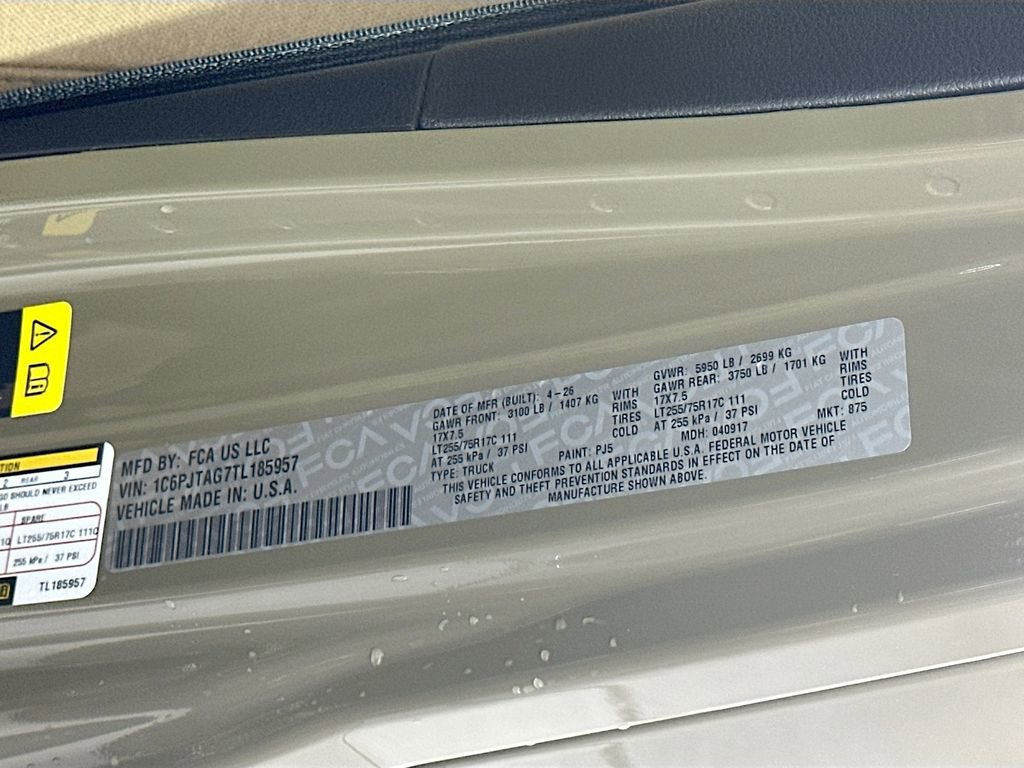 MFD BY: FCA US LLC
VIN: 1C6PJTAG7TL185957
VEHICLE MADE IN: U.S.A.
DATE OF MFR (BUILT): 4-26
GAWR FRONT: 3100 LB / 1407 KG WITH
17X7.5 RIMS
LT255/75R17C 111 TIRES
AT 255 kPa / 37 PSI COLD
GVWR: 5950 LB / 2699 KG
GAWR REAR: 3750 LB / 1701 KG WITH
17X7.5 RIMS
LT255/75R17C 111 TIRES
AT 255 kPa / 37 PSI COLD
TYPE: TRUCK PAINT: PJ5 MDH: 040917 MKT: 875
THIS VEHICLE CONFORMS TO ALL APPLICABLE U.S.A. FEDERAL MOTOR VEHICLE
SAFETY AND THEFT PREVENTION STANDARDS IN EFFECT ON THE DATE OF
MANUFACTURE SHOWN ABOVE.
2 REAR 3
SHOULD NEVER EXCEED
LB
SPARE
LT255/75R17C 111Q
255 kPa / 37 PSI
TL185957
FCA